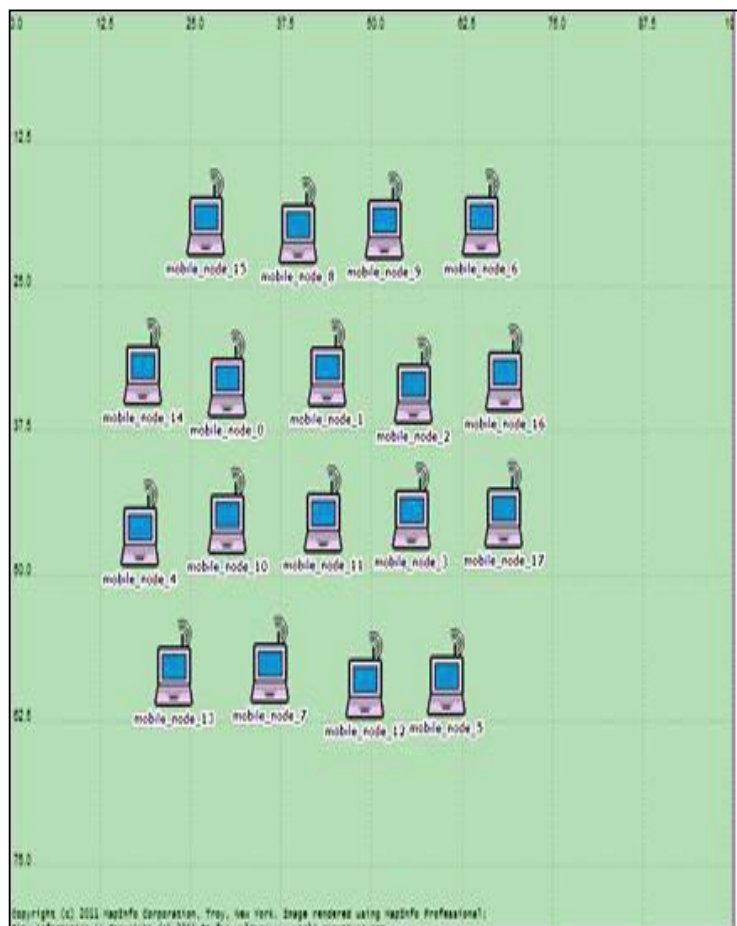 0.0 12.5 25.0 37.5 50.0 62.5 75.0 87.5
12.5
mobile_node_15 mobile_node_8 mobile_node_9 mobile_node_6
25.0
mobile_node_14 mobile_node_0 mobile_node_1 mobile_node_2 mobile_node_16
37.5
mobile_node_4 mobile_node_10 mobile_node_11 mobile_node_3 mobile_node_17
50.0
mobile_node_13 mobile_node_7 mobile_node_12 mobile_node_5
62.5
75.0
Copyright (c) 2011 MapInfo Corporation, Troy, New York. Image rendered using MapInfo Professional;